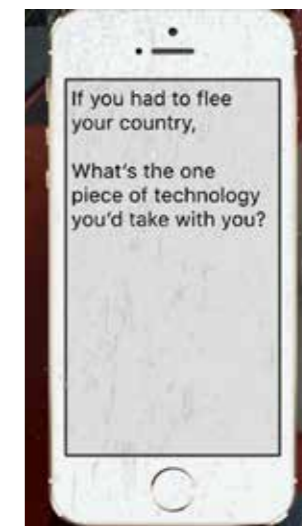 If you had to flee
your country,
What's the one
piece of technology
you'd take with you?